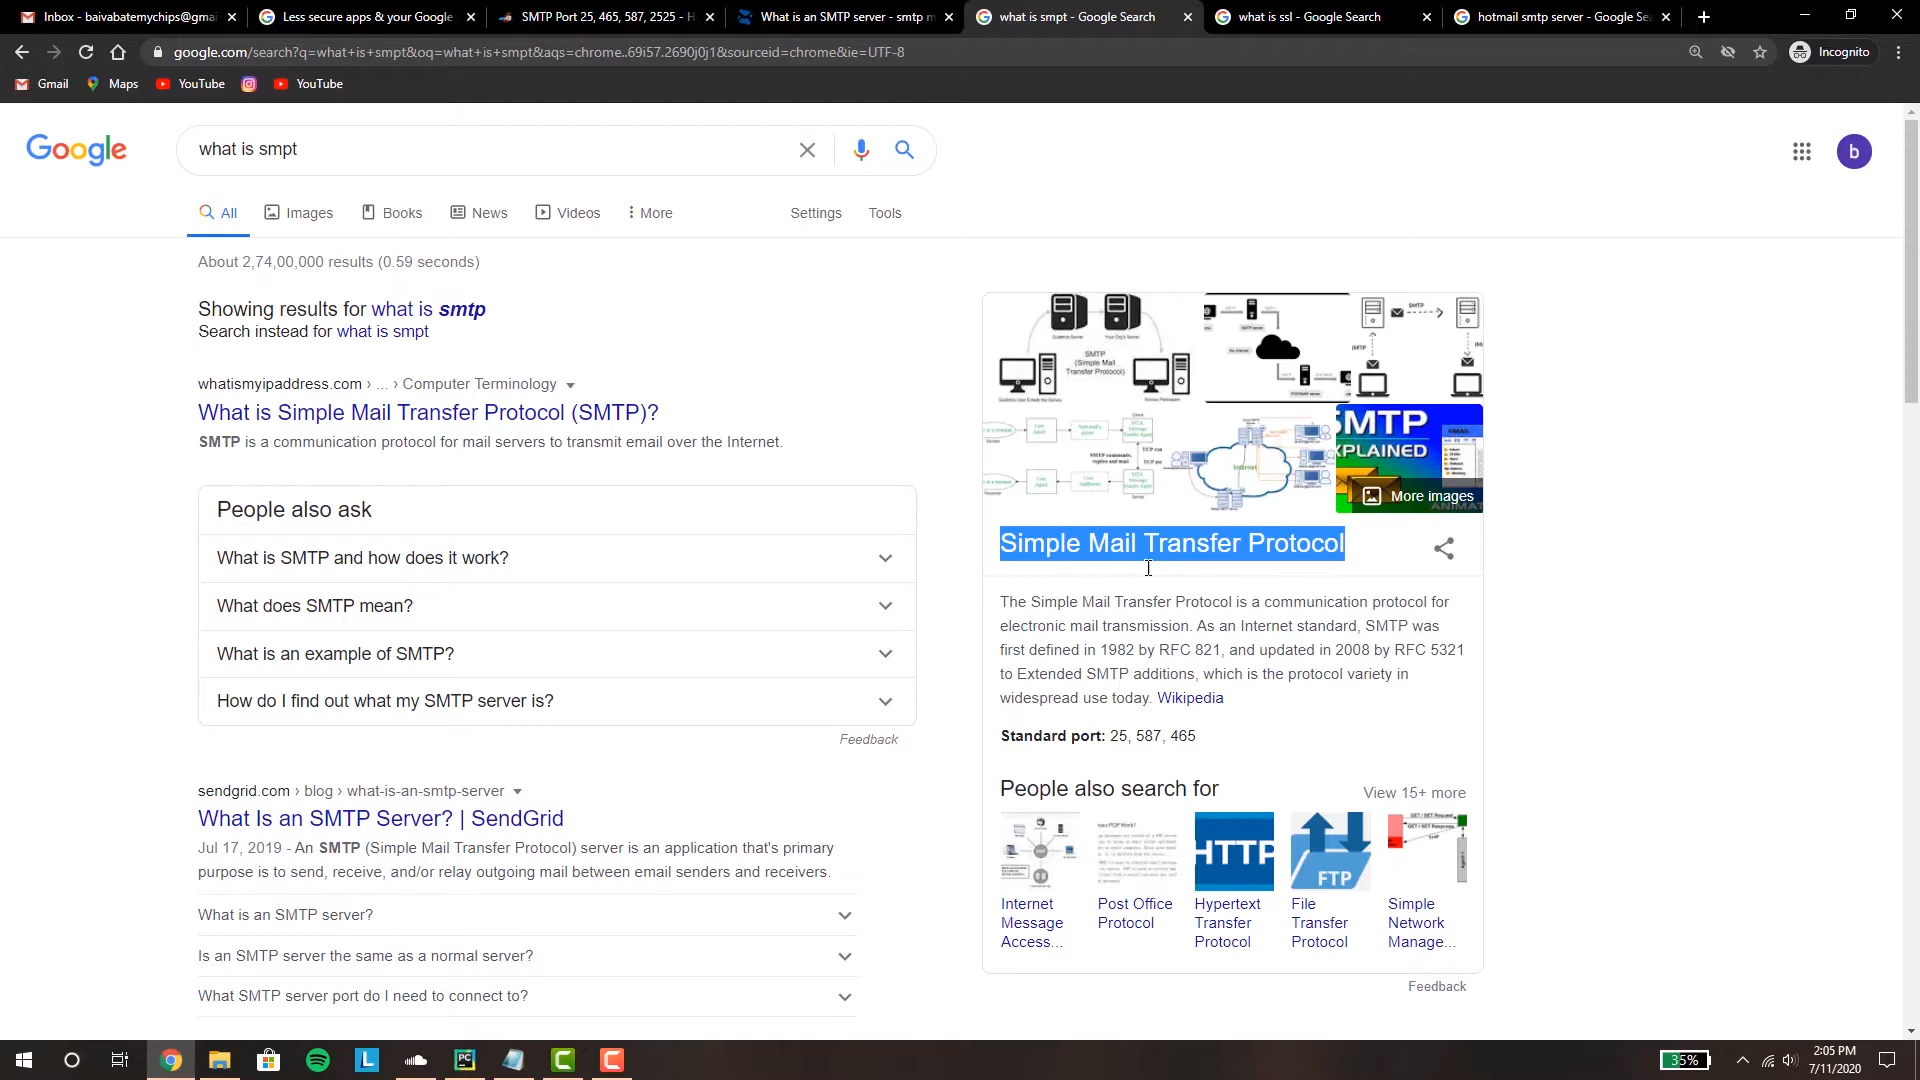 Inbox - baivabatemychips@gmai
Less secure apps & your Google
SMTP Port 25, 465, 587, 2525 - H
What is an SMTP server - smtp m
what is smpt - Google Search
what is ssl - Google Search
hotmail smtp server - Google Se
google.com/search?q=what+is+smpt&oq=what+is+smpt&aqs=chrome..69i57.2690j0j1&sourceid=chrome&ie=UTF-8
Incognito
Gmail
Maps
YouTube
YouTube
Google
what is smpt
b
All
Images
Books
News
Videos
More
Settings
Tools
About 2,74,00,000 results (0.59 seconds)
Showing results for what is smtp
Search instead for what is smpt
whatismyipaddress.com › ... › Computer Terminology
What is Simple Mail Transfer Protocol (SMTP)?
SMTP is a communication protocol for mail servers to transmit email over the Internet.
People also ask
What is SMTP and how does it work?
What does SMTP mean?
What is an example of SMTP?
How do I find out what my SMTP server is?
Feedback
sendgrid.com › blog › what-is-an-smtp-server
What Is an SMTP Server? | SendGrid
Jul 17, 2019 - An SMTP (Simple Mail Transfer Protocol) server is an application that's primary
purpose is to send, receive, and/or relay outgoing mail between email senders and receivers.
What is an SMTP server?
Is an SMTP server the same as a normal server?
What SMTP server port do I need to connect to?
SMTP
(Simple Mail
Transfer Protocol)
SMTP
Internet
SMTP
XPLAINED
EMAIL
More images
ANIMAT
Simple Mail Transfer Protocol
The Simple Mail Transfer Protocol is a communication protocol for
electronic mail transmission. As an Internet standard, SMTP was
first defined in 1982 by RFC 821, and updated in 2008 by RFC 5321
to Extended SMTP additions, which is the protocol variety in
widespread use today. Wikipedia
Standard port: 25, 587, 465
People also search for
View 15+ more
HTTP
FTP
Internet
Message
Access...
Post Office
Protocol
Hypertext
Transfer
Protocol
File
Transfer
Protocol
Simple
Network
Manage...
Feedback
L
PC
C
C
35%
2:05 PM
7/11/2020